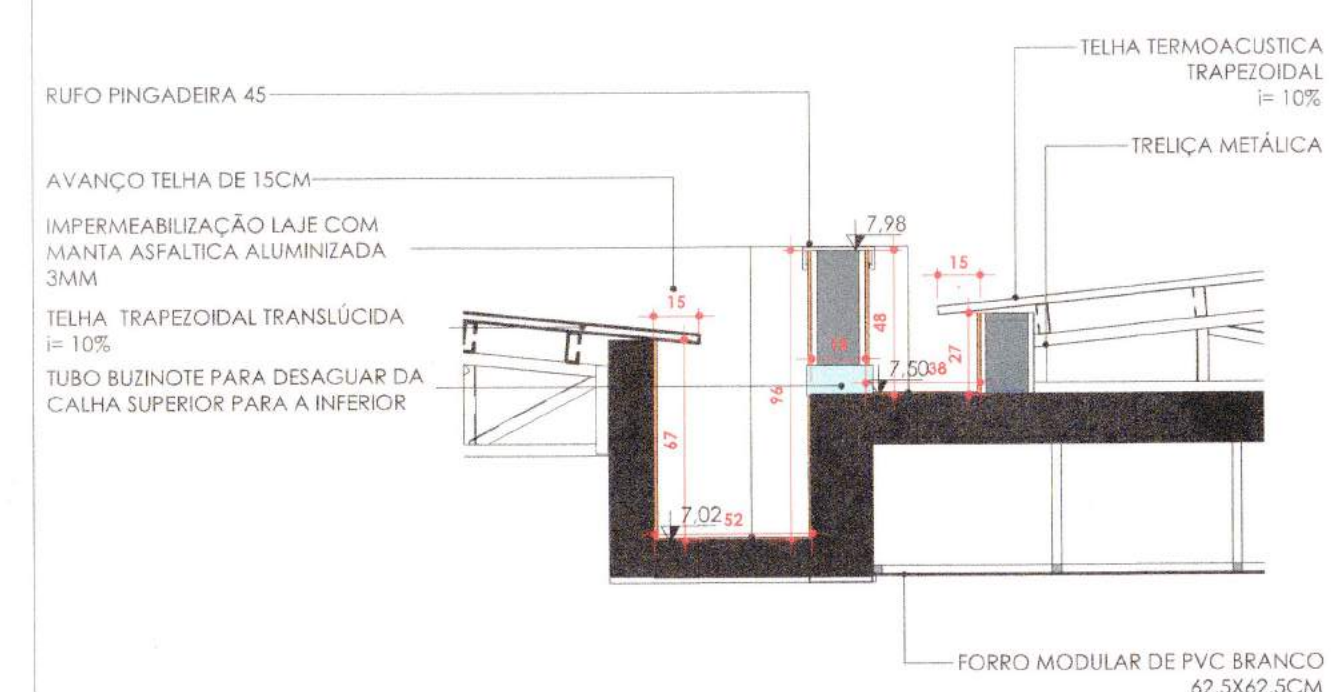 RUFO PINGADEIRA 45
AVANÇO TELHA DE 15CM
IMPERMEABILIZAÇÃO LAJE COM
MANTA ASFALTICA ALUMINIZADA
3MM
TELHA TRAPEZOIDAL TRANSLÚCIDA
i= 10%
TUBO BUZINOTE PARA DESAGUAR DA
CALHA SUPERIOR PARA A INFERIOR
TELHA TERMOACUSTICA
TRAPEZOIDAL
i= 10%
TRELIÇA METÁLICA
7,98
15
15
48
7,50
38
27
96
67
7,02
52
FORRO MODULAR DE PVC BRANCO
62,5X62,5CM